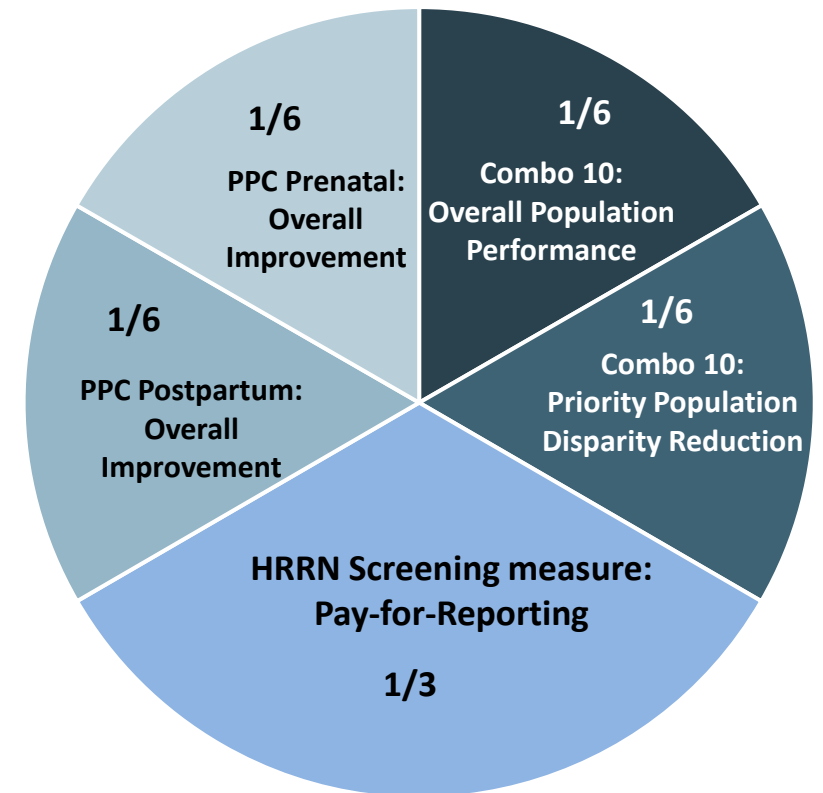 1/6
PPC Prenatal:
Overall
Improvement
1/6
Combo 10:
Overall Population
Performance
1/6
PPC Postpartum:
Overall
Improvement
1/6
Combo 10:
Priority Population
Disparity Reduction
HRRN Screening measure:
Pay-for-Reporting
1/3